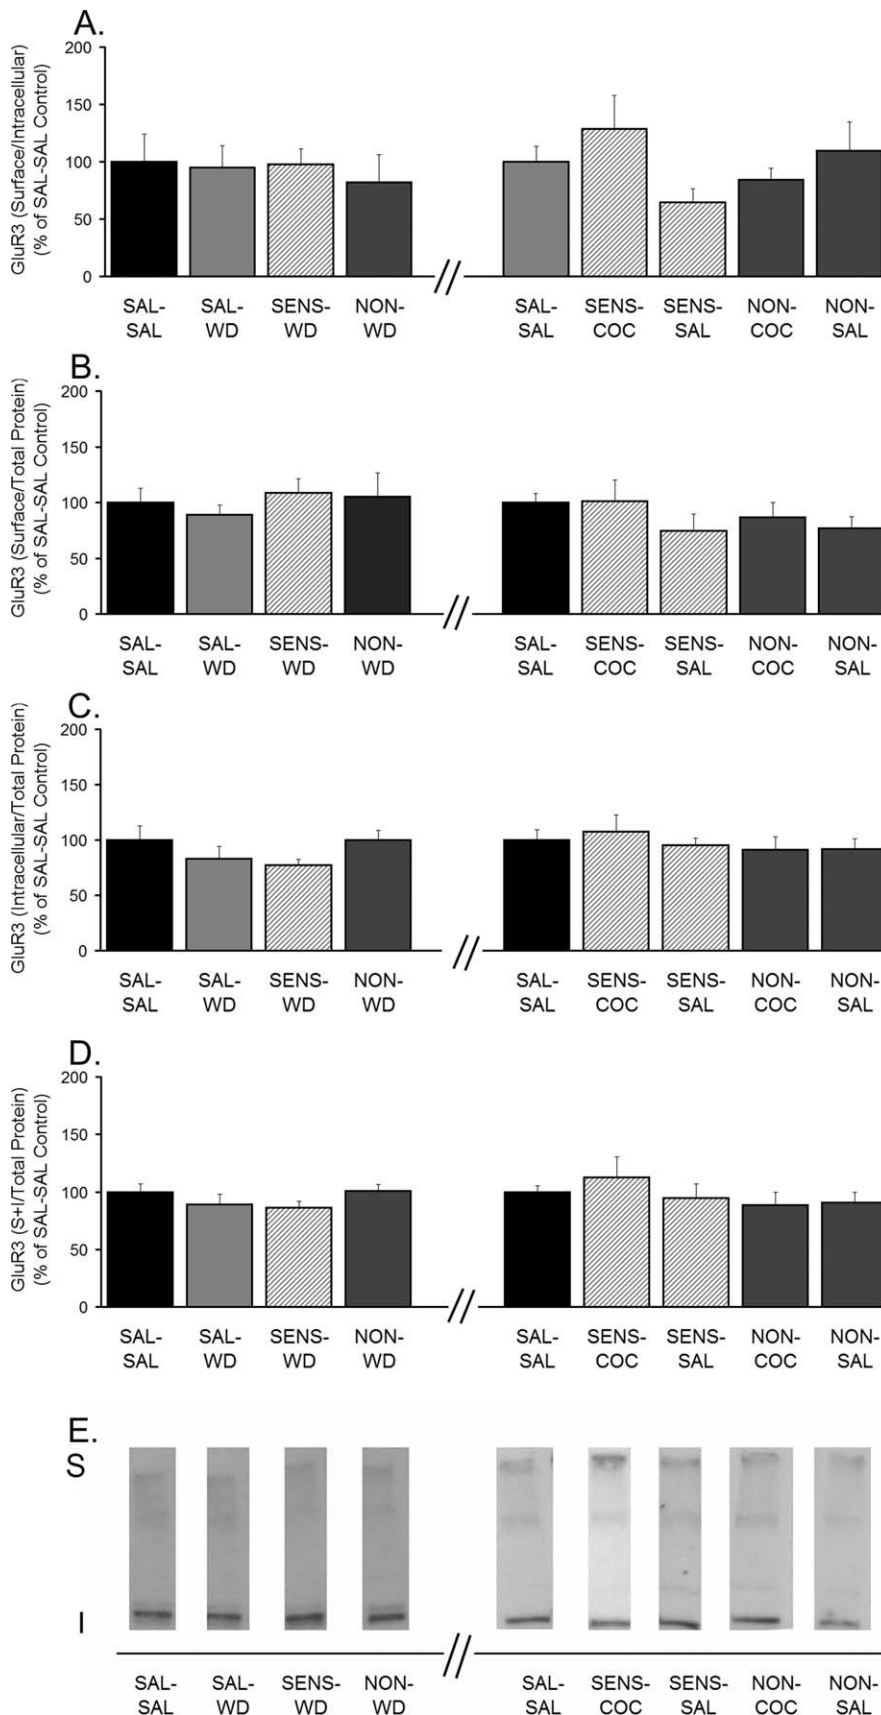 A.
GluR3 (Surface/Intracellular)
(% of SAL-SAL Control)
200
150
100
50
0
SAL- SAL- SENS- NON- SAL- SENS- SENS- NON- NON-
SAL WD WD WD SAL COC SAL COC SAL
B.
GluR3 (Surface/Total Protein)
(% of SAL-SAL Control)
200
150
100
50
0
SAL- SAL- SENS- NON- SAL- SENS- SENS- NON- NON-
SAL WD WD WD SAL COC SAL COC SAL
C.
GluR3 (Intracellular/Total Protein)
(% of SAL-SAL Control)
200
150
100
50
0
SAL- SAL- SENS- NON- SAL- SENS- SENS- NON- NON-
SAL WD WD WD SAL COC SAL COC SAL
D.
GluR3 (S+I/Total Protein)
(% of SAL-SAL Control)
200
150
100
50
0
SAL- SAL- SENS- NON- SAL- SENS- SENS- NON- NON-
SAL WD WD WD SAL COC SAL COC SAL
E.
S
I
SAL- SAL- SENS- NON- SAL- SENS- SENS- NON- NON-
SAL WD WD WD SAL COC SAL COC SAL